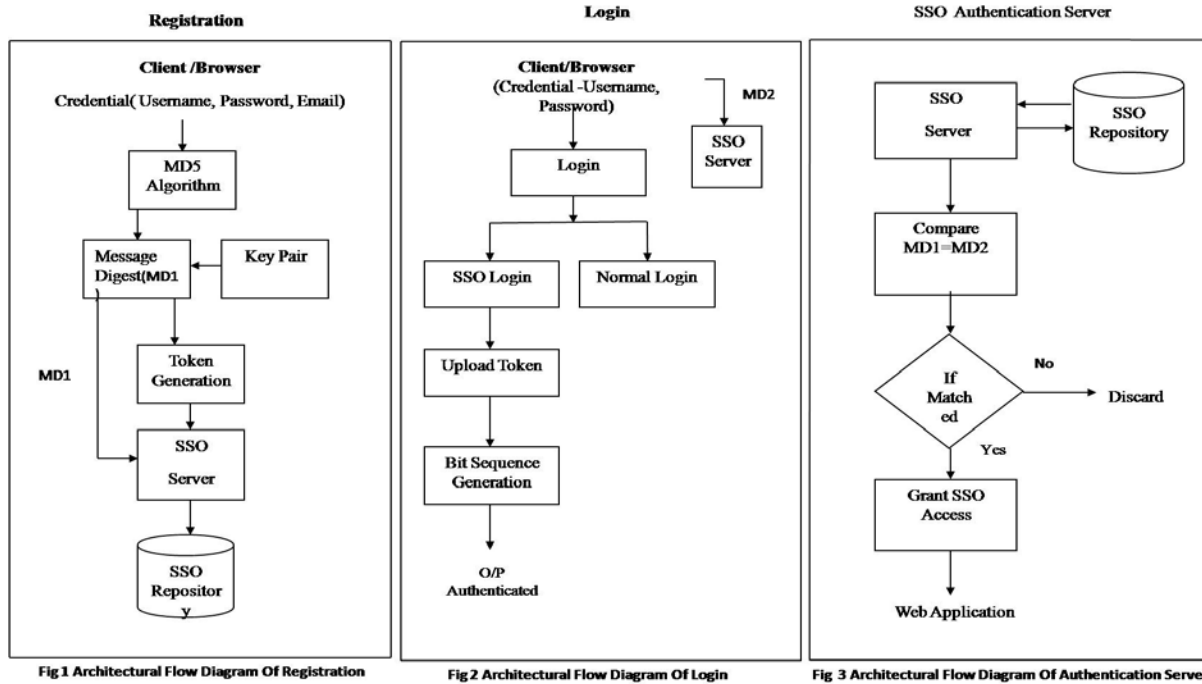 Registration
Client /Browser
Credential( Username, Password, Email)
MD5
Algorithm
Message
Digest(MD1
)
Key Pair
MD1
Token
Generation
SSO
Server
SSO
Repositor
y
Fig 1 Architectural Flow Diagram Of Registration
Login
Client/Browser
(Credential -Username,
Password)
MD2
SSO
Server
Login
SSO Login
Normal Login
Upload Token
Bit Sequence
Generation
O/P
Authenticated
Fig 2 Architectural Flow Diagram Of Login
SSO Authentication Server
SSO
Server
SSO
Repository
Compare
MD1=MD2
If
Match
ed
No
Discard
Yes
Grant SSO
Access
Web Application
Fig 3 Architectural Flow Diagram Of Authentication Serve